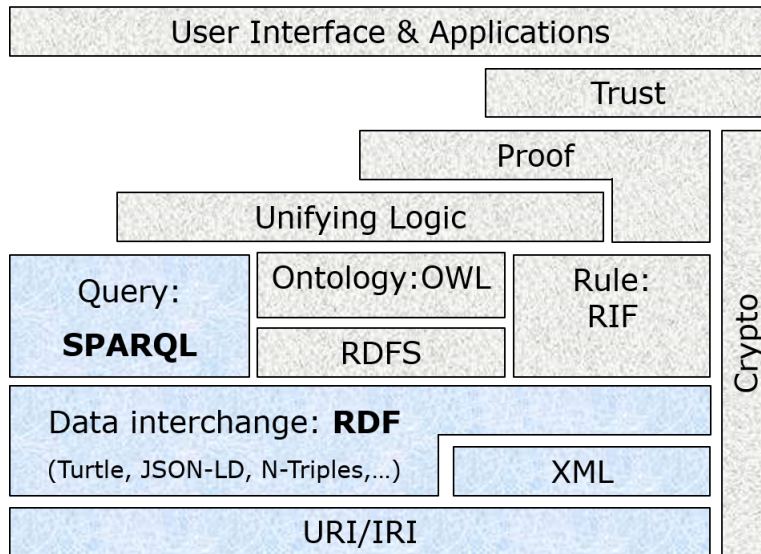 User Interface & Applications
Trust
Proof
Unifying Logic
Query:
SPARQL
Ontology:OWL
RDFS
Rule:
RIF
Crypto
Data interchange: RDF
(Turtle, JSON-LD, N-Triples,...)
XML
URI/IRI